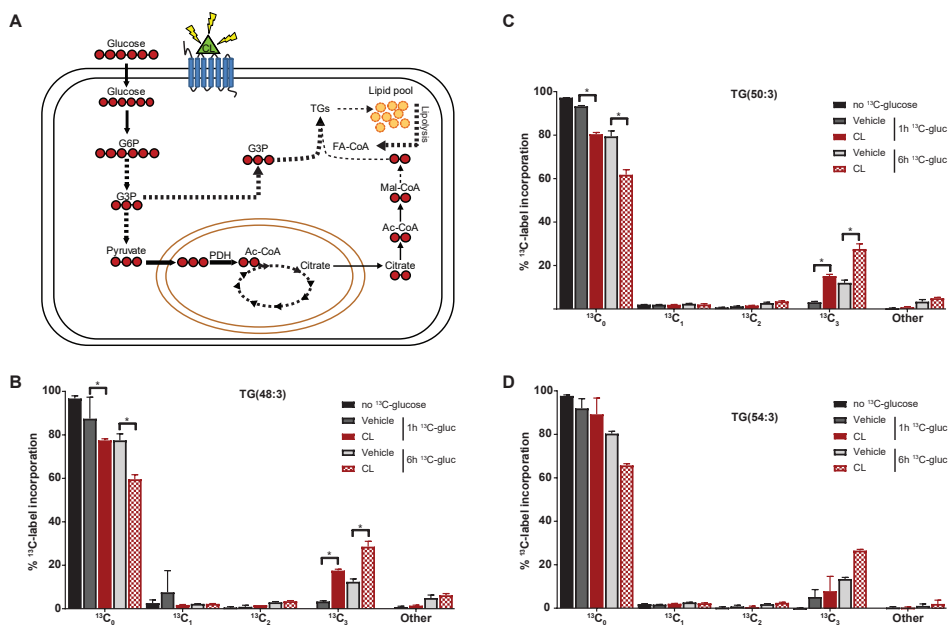 A
Glucose
CL
Glucose
G6P
G3P
Pyruvate
PDH
Ac-CoA
Citrate
Citrate
Ac-CoA
Mal-CoA
FA-CoA
G3P
TGs
Lipid pool
Lipolysis
B
TG(48:3)
% ¹³C-label incorporation
100
80
60
40
20
0
¹³C₀
¹³C₁
¹³C₂
¹³C₃
Other
no ¹³C-glucose
Vehicle
CL
1h ¹³C-gluc
Vehicle
CL
6h ¹³C-gluc
*
*
*
*
C
TG(50:3)
% ¹³C-label incorporation
100
80
60
40
20
¹³C₀
¹³C₁
¹³C₂
¹³C₃
Other
no ¹³C-glucose
Vehicle
CL
1h ¹³C-gluc
Vehicle
CL
6h ¹³C-gluc
*
*
*
*
D
TG(54:3)
% ¹³C-label incorporation
100
80
60
40
20
0
¹³C₀
¹³C₁
¹³C₂
¹³C₃
Other
no ¹³C-glucose
Vehicle
CL
1h ¹³C-gluc
Vehicle
CL
6h ¹³C-gluc